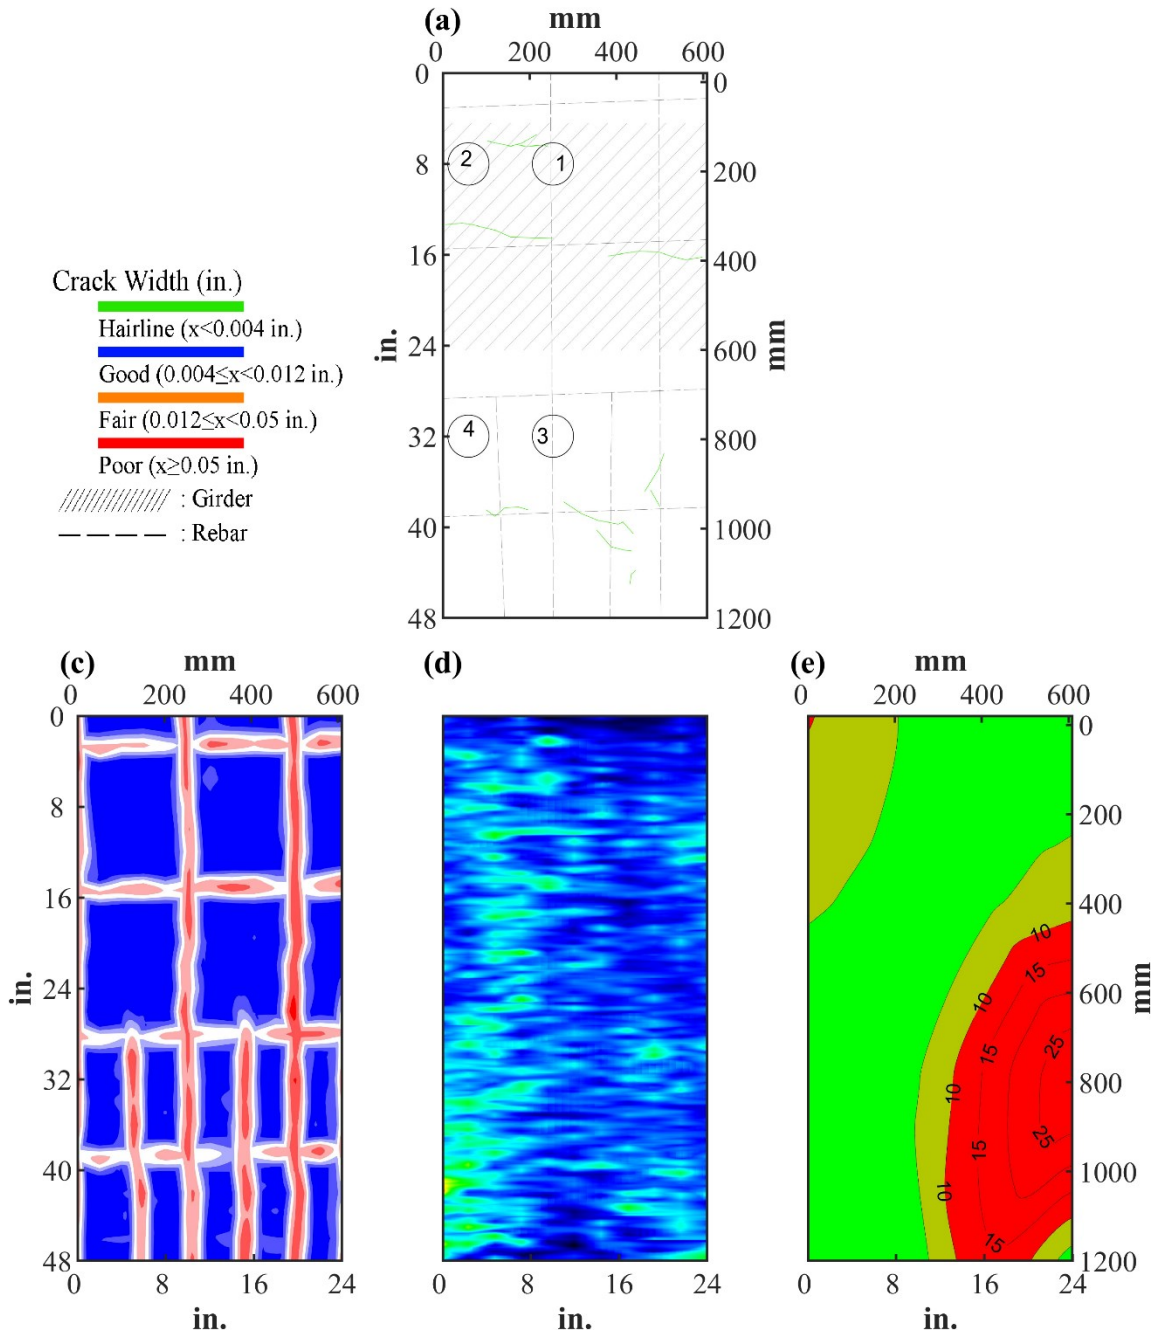 (a)
mm
0 200 400 600
0
8
16
24
32
40
48
in.
0
200
400
600
800
1000
1200
mm
2 1
4 3
Crack Width (in.)
Hairline (x<0.004 in.)
Good (0.004≤x<0.012 in.)
Fair (0.012≤x<0.05 in.)
Poor (x≥0.05 in.)
: Girder
: Rebar
(c)
mm
0 200 400 600
0
8
16
24
32
40
48
in.
0 8 16 24
in.
(d)
0 8 16 24
in.
(e)
mm
0 200 400 600
0
200
400
600
800
1000
1200
mm
10
15
10
25
15
10
25
15
10
15
0 8 16 24
in.